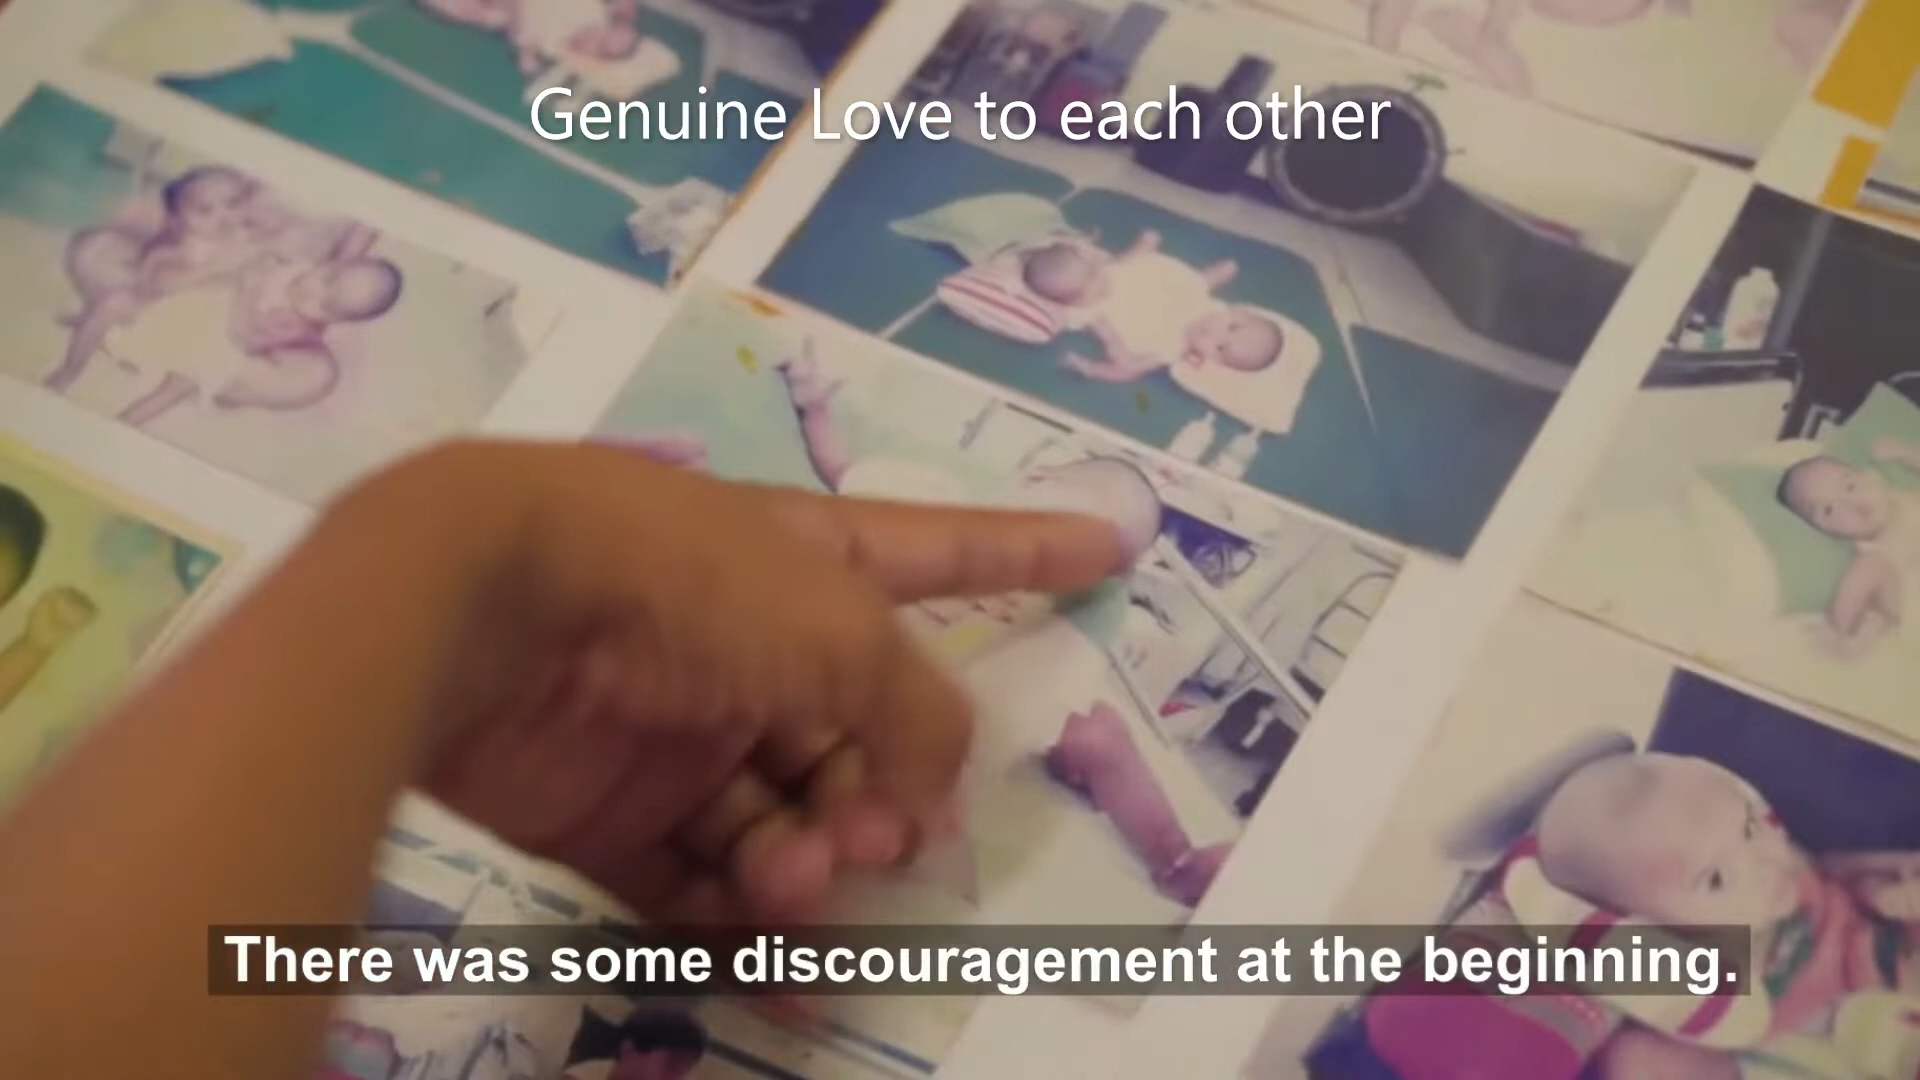 Genuine Love to each other
There was some discouragement at the beginning.